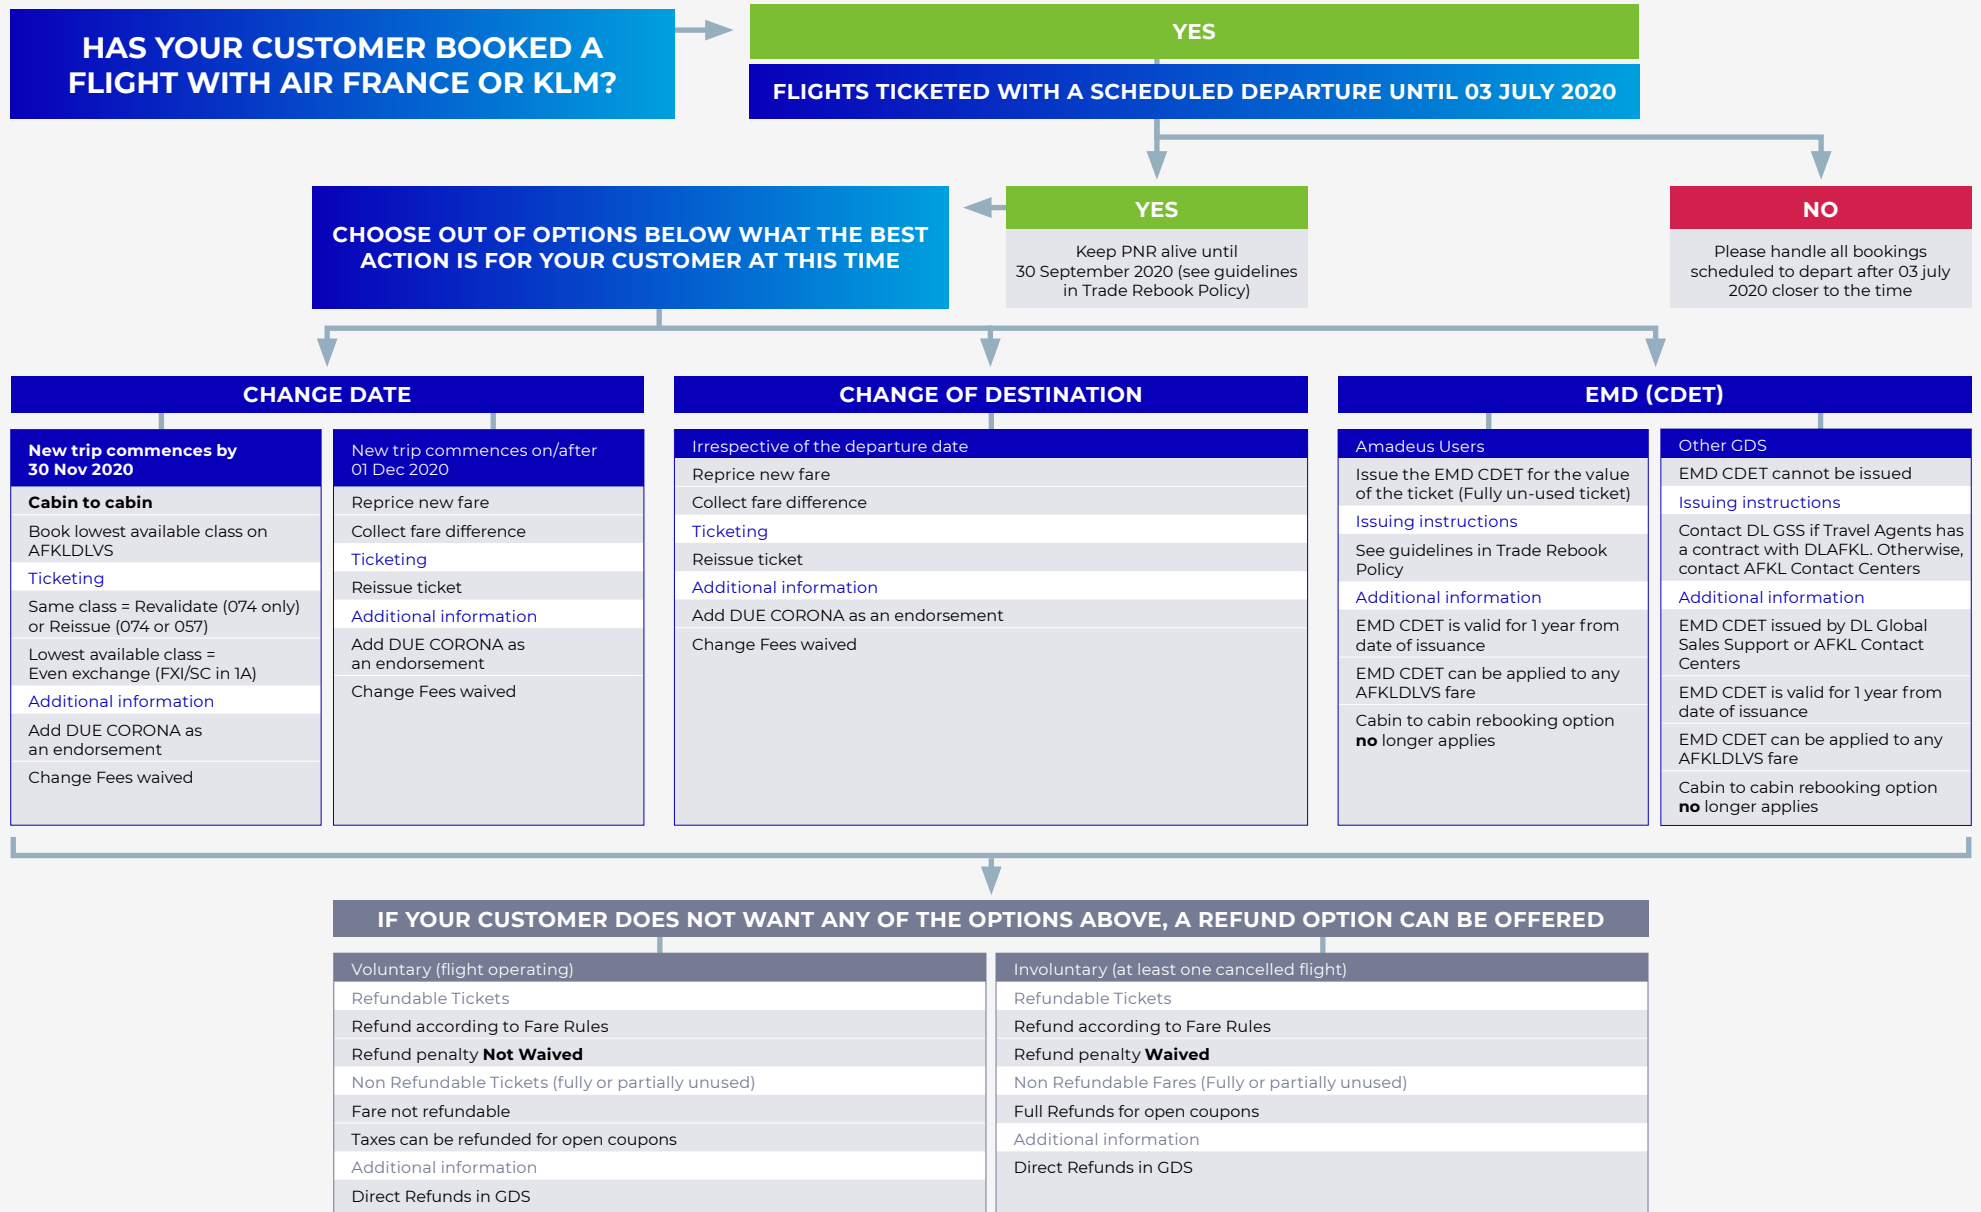 HAS YOUR CUSTOMER BOOKED A
FLIGHT WITH AIR FRANCE OR KLM?
YES
FLIGHTS TICKETED WITH A SCHEDULED DEPARTURE UNTIL 03 JULY 2020
CHOOSE OUT OF OPTIONS BELOW WHAT THE BEST
ACTION IS FOR YOUR CUSTOMER AT THIS TIME
YES
Keep PNR alive until
30 September 2020 (see guidelines
in Trade Rebook Policy)
NO
Please handle all bookings
scheduled to depart after 03 july
2020 closer to the time
CHANGE DATE
New trip commences by
30 Nov 2020
Cabin to cabin
Book lowest available class on
AFKLDLVS
Ticketing
Same class = Revalidate (074 only)
or Reissue (074 or 057)
Lowest available class =
Even exchange (FXI/SC in 1A)
Additional information
Add DUE CORONA as
an endorsement
Change Fees waived
New trip commences on/after
01 Dec 2020
Reprice new fare
Collect fare difference
Ticketing
Reissue ticket
Additional information
Add DUE CORONA as
an endorsement
Change Fees waived
CHANGE OF DESTINATION
Irrespective of the departure date
Reprice new fare
Collect fare difference
Ticketing
Reissue ticket
Additional information
Add DUE CORONA as an endorsement
Change Fees waived
EMD (CDET)
Amadeus Users
Issue the EMD CDET for the value
of the ticket (Fully un-used ticket)
Issuing instructions
See guidelines in Trade Rebook
Policy
Additional information
EMD CDET is valid for 1 year from
date of issuance
EMD CDET can be applied to any
AFKLDLVS fare
Cabin to cabin rebooking option
no longer applies
Other GDS
EMD CDET cannot be issued
Issuing instructions
Contact DL GSS if Travel Agents has
a contract with DLAFKL. Otherwise,
contact AFKL Contact Centers
Additional information
EMD CDET issued by DL Global
Sales Support or AFKL Contact
Centers
EMD CDET is valid for 1 year from
date of issuance
EMD CDET can be applied to any
AFKLDLVS fare
Cabin to cabin rebooking option
no longer applies
IF YOUR CUSTOMER DOES NOT WANT ANY OF THE OPTIONS ABOVE, A REFUND OPTION CAN BE OFFERED
Voluntary (flight operating)
Refundable Tickets
Refund according to Fare Rules
Refund penalty Not Waived
Non Refundable Tickets (fully or partially unused)
Fare not refundable
Taxes can be refunded for open coupons
Additional information
Direct Refunds in GDS
Involuntary (at least one cancelled flight)
Refundable Tickets
Refund according to Fare Rules
Refund penalty Waived
Non Refundable Fares (Fully or partially unused)
Full Refunds for open coupons
Additional information
Direct Refunds in GDS